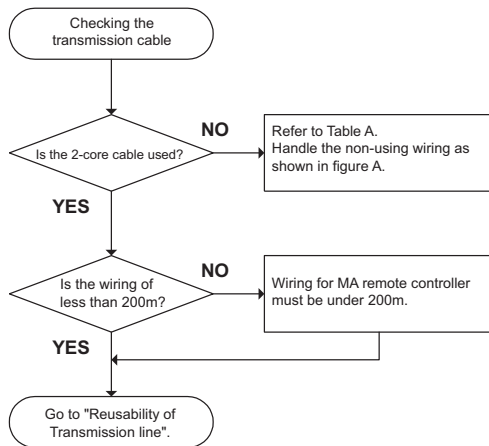 Checking the
transmission cable
Is the 2-core cable used?
NO
Refer to Table A.
Handle the non-using wiring as
shown in figure A.
YES
Is the wiring of
less than 200m?
NO
Wiring for MA remote controller
must be under 200m.
YES
Go to "Reusability of
Transmission line".